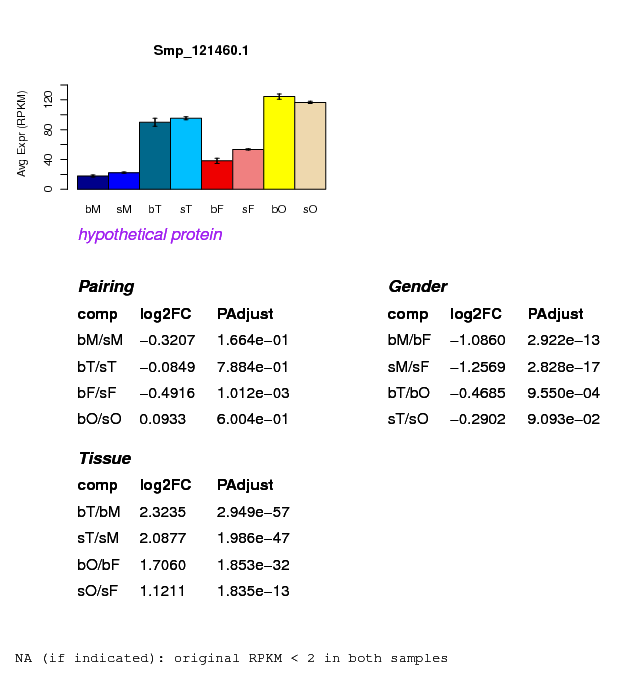 Smp_121460.1
Avg Expr (RPKM)
0 40 80 120
bM sM bT sT bF sF bO sO
hypothetical protein
Pairing
comp log2FC PAdjust
bM/sM −0.3207 1.664e−01
bT/sT −0.0849 7.884e−01
bF/sF −0.4916 1.012e−03
bO/sO 0.0933 6.004e−01
Gender
comp log2FC PAdjust
bM/bF −1.0860 2.922e−13
sM/sF −1.2569 2.828e−17
bT/bO −0.4685 9.550e−04
sT/sO −0.2902 9.093e−02
Tissue
comp log2FC PAdjust
bT/bM 2.3235 2.949e−57
sT/sM 2.0877 1.986e−47
bO/bF 1.7060 1.853e−32
sO/sF 1.1211 1.835e−13
NA (if indicated): original RPKM < 2 in both samples